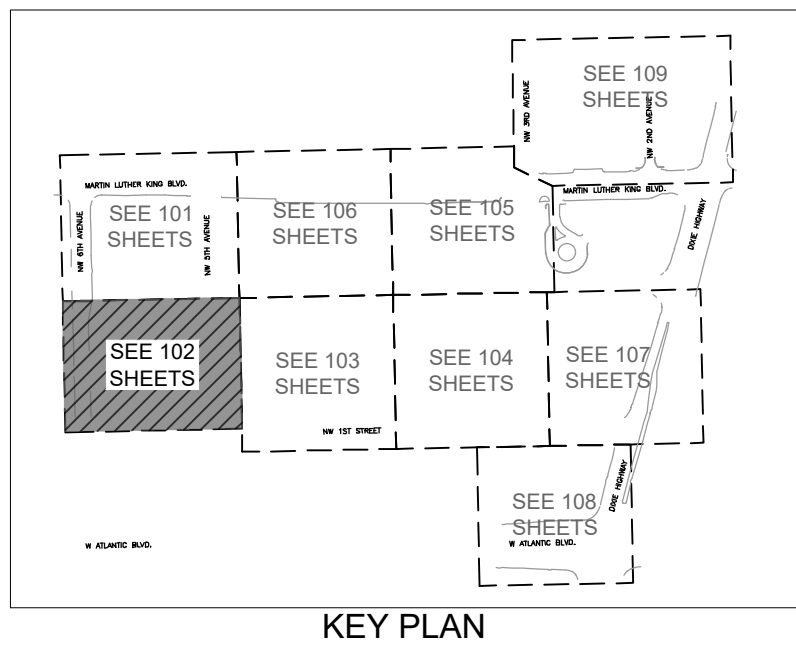 SEE 109
SHEETS
NW 3RD AVENUE
NW 2ND AVENUE
MARTIN LUTHER KING BLVD.
MARTIN LUTHER KING BLVD.
SEE 101
SHEETS
NW 6TH AVENUE
NW 5TH AVENUE
SEE 106
SHEETS
SEE 105
SHEETS
DIXIE HIGHWAY
SEE 102
SHEETS
SEE 103
SHEETS
SEE 104
SHEETS
SEE 107
SHEETS
NW 1ST STREET
DIXIE HIGHWAY
SEE 108
SHEETS
W ATLANTIC BLVD.
W ATLANTIC BLVD.
KEY PLAN